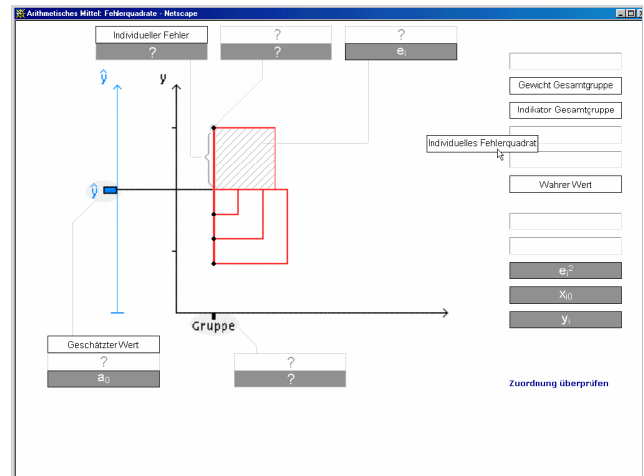 Arithmetisches Mittel: Fehlerquadrate - Netscape
Individueller Fehler
?
?
?
?
eᵢ
ŷ
y
Gewicht Gesamtgruppe
Indikator Gesamtgruppe
Individuelles Fehlerquadrat
ŷ
Wahrer Wert
eᵢ²
xᵢ₀
yᵢ
Gruppe
Geschätzter Wert
?
a₀
?
?
Zuordnung überprüfen